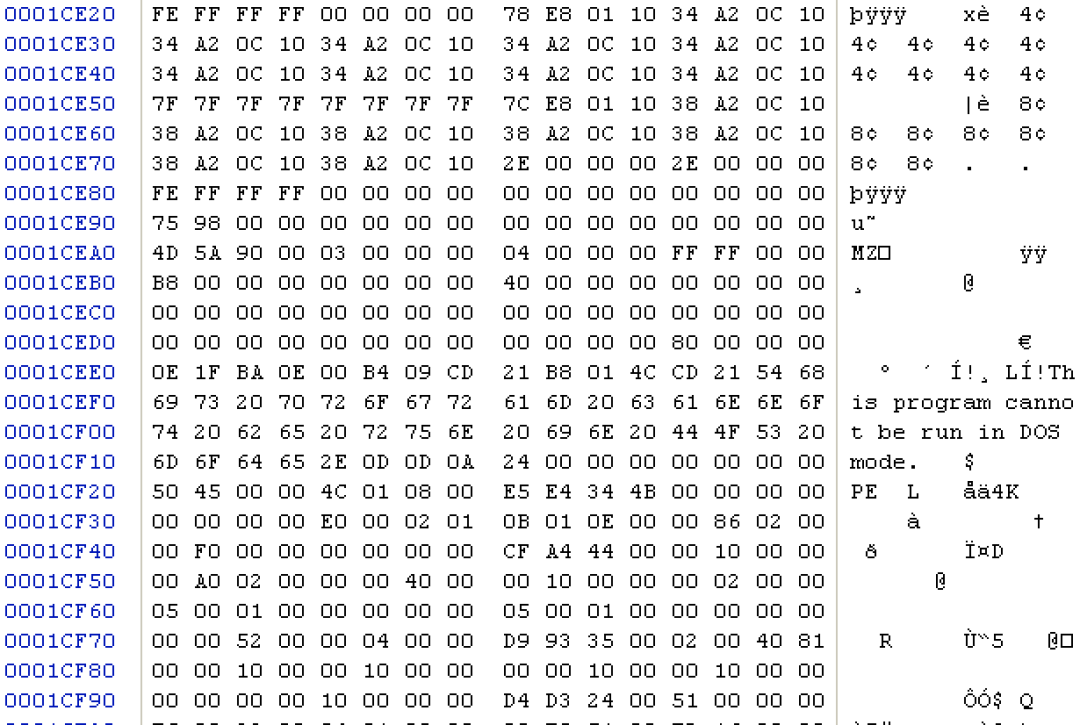 0001CE20 FE FF FF FF 00 00 00 00 78 E8 01 10 34 A2 0C 10 þÿÿÿ xè 4¢
0001CE30 34 A2 0C 10 34 A2 0C 10 34 A2 0C 10 34 A2 0C 10 4¢ 4¢ 4¢ 4¢
0001CE40 34 A2 0C 10 34 A2 0C 10 34 A2 0C 10 34 A2 0C 10 4¢ 4¢ 4¢ 4¢
0001CE50 7F 7F 7F 7F 7F 7F 7F 7F 7C E8 01 10 38 A2 0C 10 |è 8¢
0001CE60 38 A2 0C 10 38 A2 0C 10 38 A2 0C 10 38 A2 0C 10 8¢ 8¢ 8¢ 8¢
0001CE70 38 A2 0C 10 38 A2 0C 10 2E 00 00 00 2E 00 00 00 8¢ 8¢ . .
0001CE80 FE FF FF FF 00 00 00 00 00 00 00 00 00 00 00 00 þÿÿÿ
0001CE90 75 98 00 00 00 00 00 00 00 00 00 00 00 00 00 00 u˜
0001CEA0 4D 5A 90 00 03 00 00 00 04 00 00 00 FF FF 00 00 MZ□ ÿÿ
0001CEB0 B8 00 00 00 00 00 00 00 40 00 00 00 00 00 00 00 ¸ @
0001CEC0 00 00 00 00 00 00 00 00 00 00 00 00 00 00 00 00
0001CED0 00 00 00 00 00 00 00 00 00 00 00 00 80 00 00 00 €
0001CEE0 0E 1F BA 0E 00 B4 09 CD 21 B8 01 4C CD 21 54 68 º ´ Í!¸ LÍ!Th
0001CEF0 69 73 20 70 72 6F 67 72 61 6D 20 63 61 6E 6E 6F is program canno
0001CF00 74 20 62 65 20 72 75 6E 20 69 6E 20 44 4F 53 20 t be run in DOS
0001CF10 6D 6F 64 65 2E 0D 0D 0A 24 00 00 00 00 00 00 00 mode. $
0001CF20 50 45 00 00 4C 01 08 00 E5 E4 34 4B 00 00 00 00 PE L åä4K
0001CF30 00 00 00 00 E0 00 02 01 0B 01 0E 00 00 86 02 00 à †
0001CF40 00 F0 00 00 00 00 00 00 CF A4 44 00 00 10 00 00 ð Ï¤D
0001CF50 00 A0 02 00 00 00 40 00 00 10 00 00 00 02 00 00 @
0001CF60 05 00 01 00 00 00 00 00 05 00 01 00 00 00 00 00
0001CF70 00 00 52 00 00 04 00 00 D9 93 35 00 02 00 40 81 R Ù“5 @□
0001CF80 00 00 10 00 00 10 00 00 00 00 10 00 00 10 00 00
0001CF90 00 00 00 00 10 00 00 00 D4 D3 24 00 51 00 00 00 ÔÓ$ Q